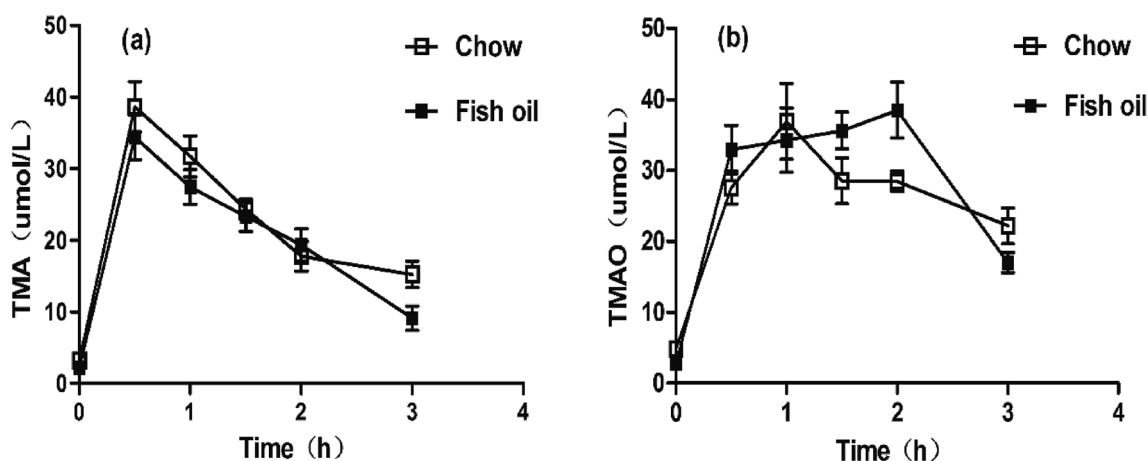 (a)
Chow
Fish oil
TMA (umol/L)
50
40
30
20
10
0
0 1 2 3 4
Time (h)
(b)
Chow
Fish oil
TMAO (umol/L)
50
40
30
20
10
0
0 1 2 3 4
Time (h)